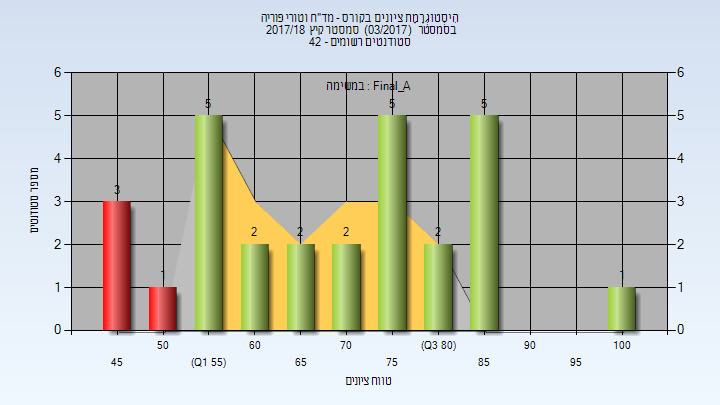 היסטוגרמת ציונים בקורס - מד"ח וטורי פוריה
בסמסטר (03/2017) סמסטר קיץ 2017/18
סטודנטים רשומים - 42
במשימה : Final_A
מספר סטודנטים
6 6
5 5
4 4
3 3
2 2
1 1
0 0
3 1 5 2 2 2 5 2 5 1
45 50 (Q1 55) 60 65 70 75 (Q3 80) 85 90 95 100
טווח ציונים